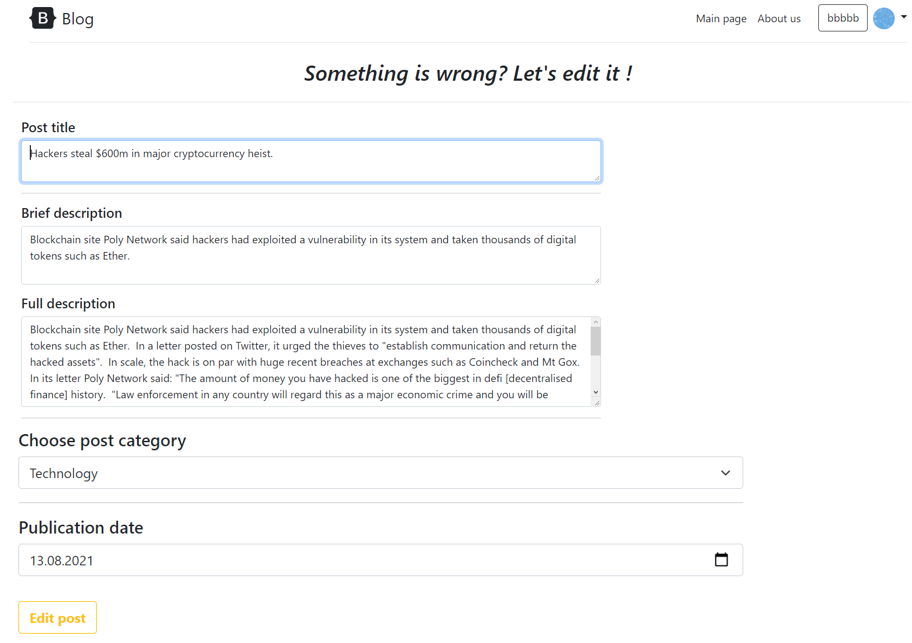 B Blog
Main page About us bbbbb
Something is wrong? Let's edit it !
Post title
Hackers steal $600m in major cryptocurrency heist.
Brief description
Blockchain site Poly Network said hackers had exploited a vulnerability in its system and taken thousands of digital
tokens such as Ether.
Full description
Blockchain site Poly Network said hackers had exploited a vulnerability in its system and taken thousands of digital
tokens such as Ether.  In a letter posted on Twitter, it urged the thieves to "establish communication and return the
hacked assets".  In scale, the hack is on par with huge recent breaches at exchanges such as Coincheck and Mt Gox.
In its letter Poly Network said: "The amount of money you have hacked is one of the biggest in defi [decentralised
finance] history.  "Law enforcement in any country will regard this as a major economic crime and you will be
Choose post category
Technology
Publication date
13.08.2021
Edit post